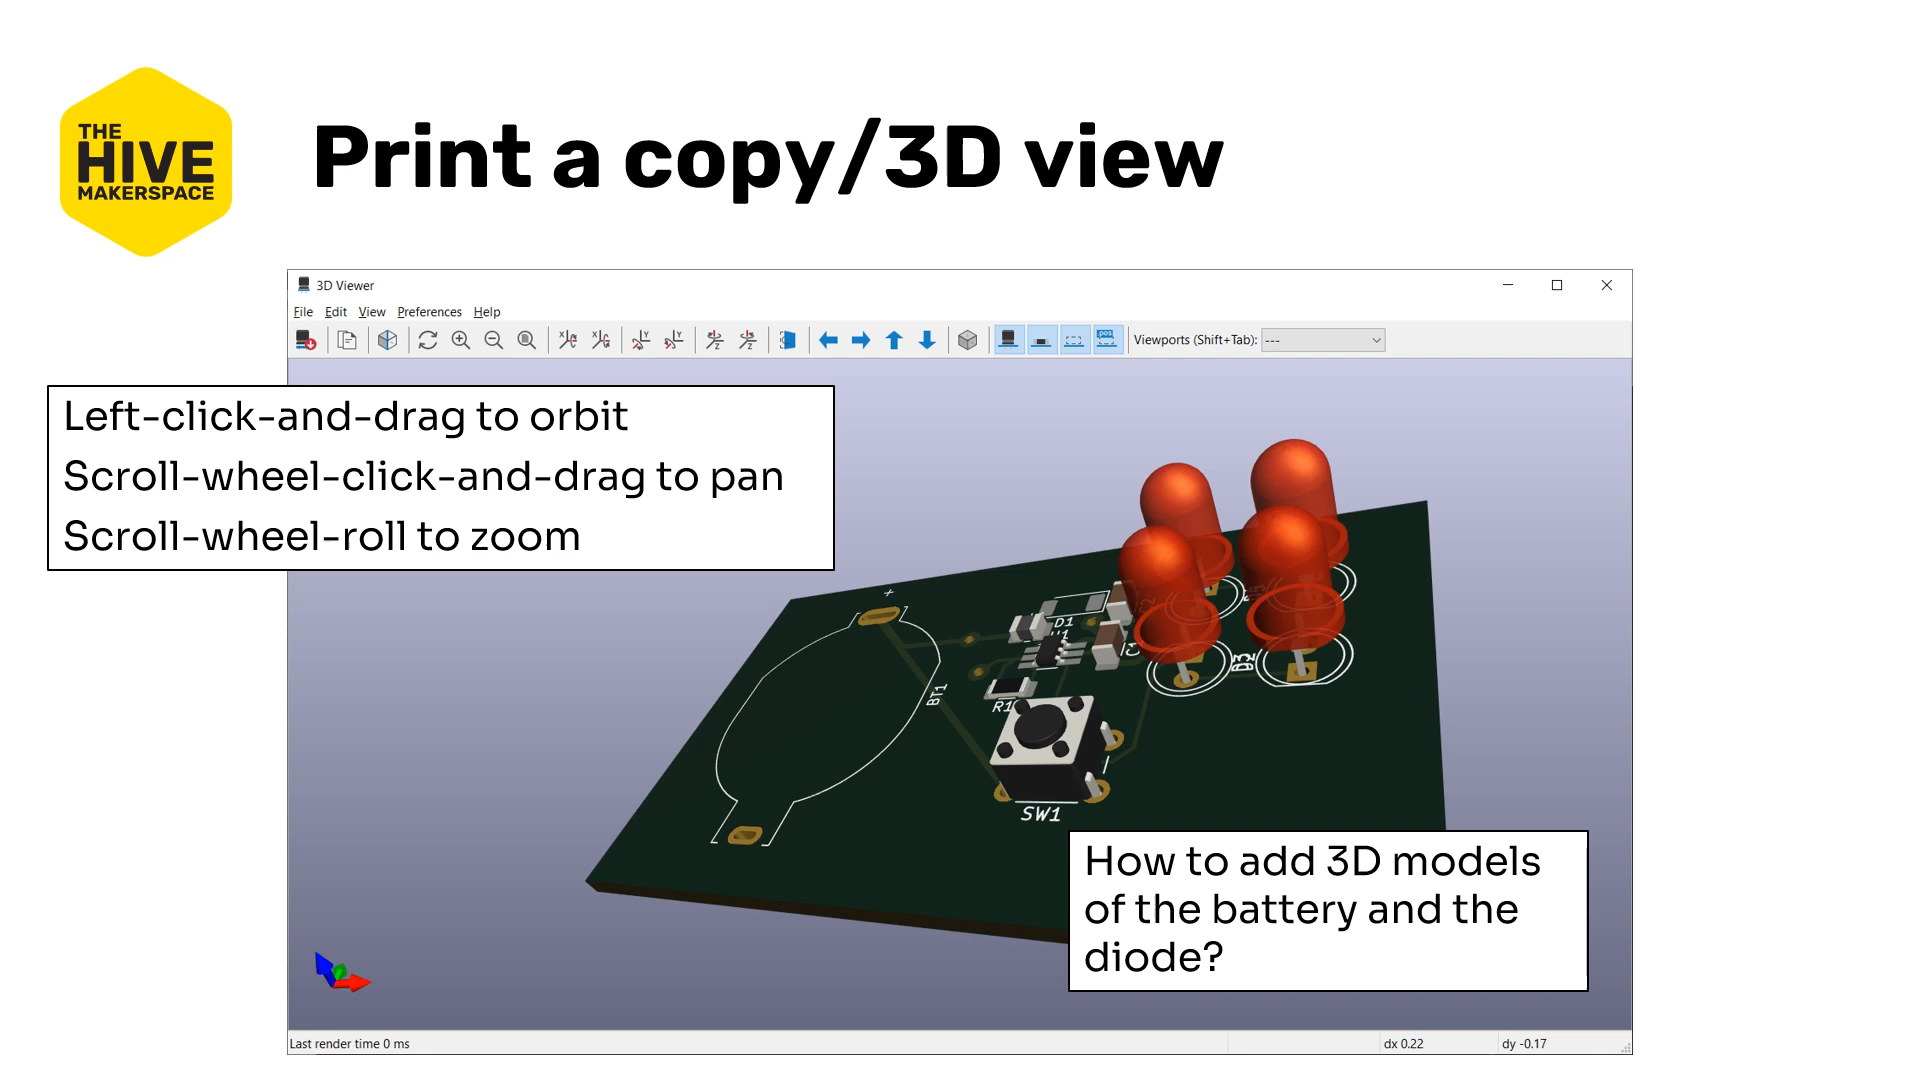 THE
HIVE
MAKERSPACE
Print a copy/3D view
3D Viewer
File Edit View Preferences Help
Viewports (Shift+Tab): ---
Left-click-and-drag to orbit
Scroll-wheel-click-and-drag to pan
Scroll-wheel-roll to zoom
+
D1
BT1
R1
SW1
How to add 3D models
of the battery and the
diode?
Last render time 0 ms
dx 0.22
dy -0.17